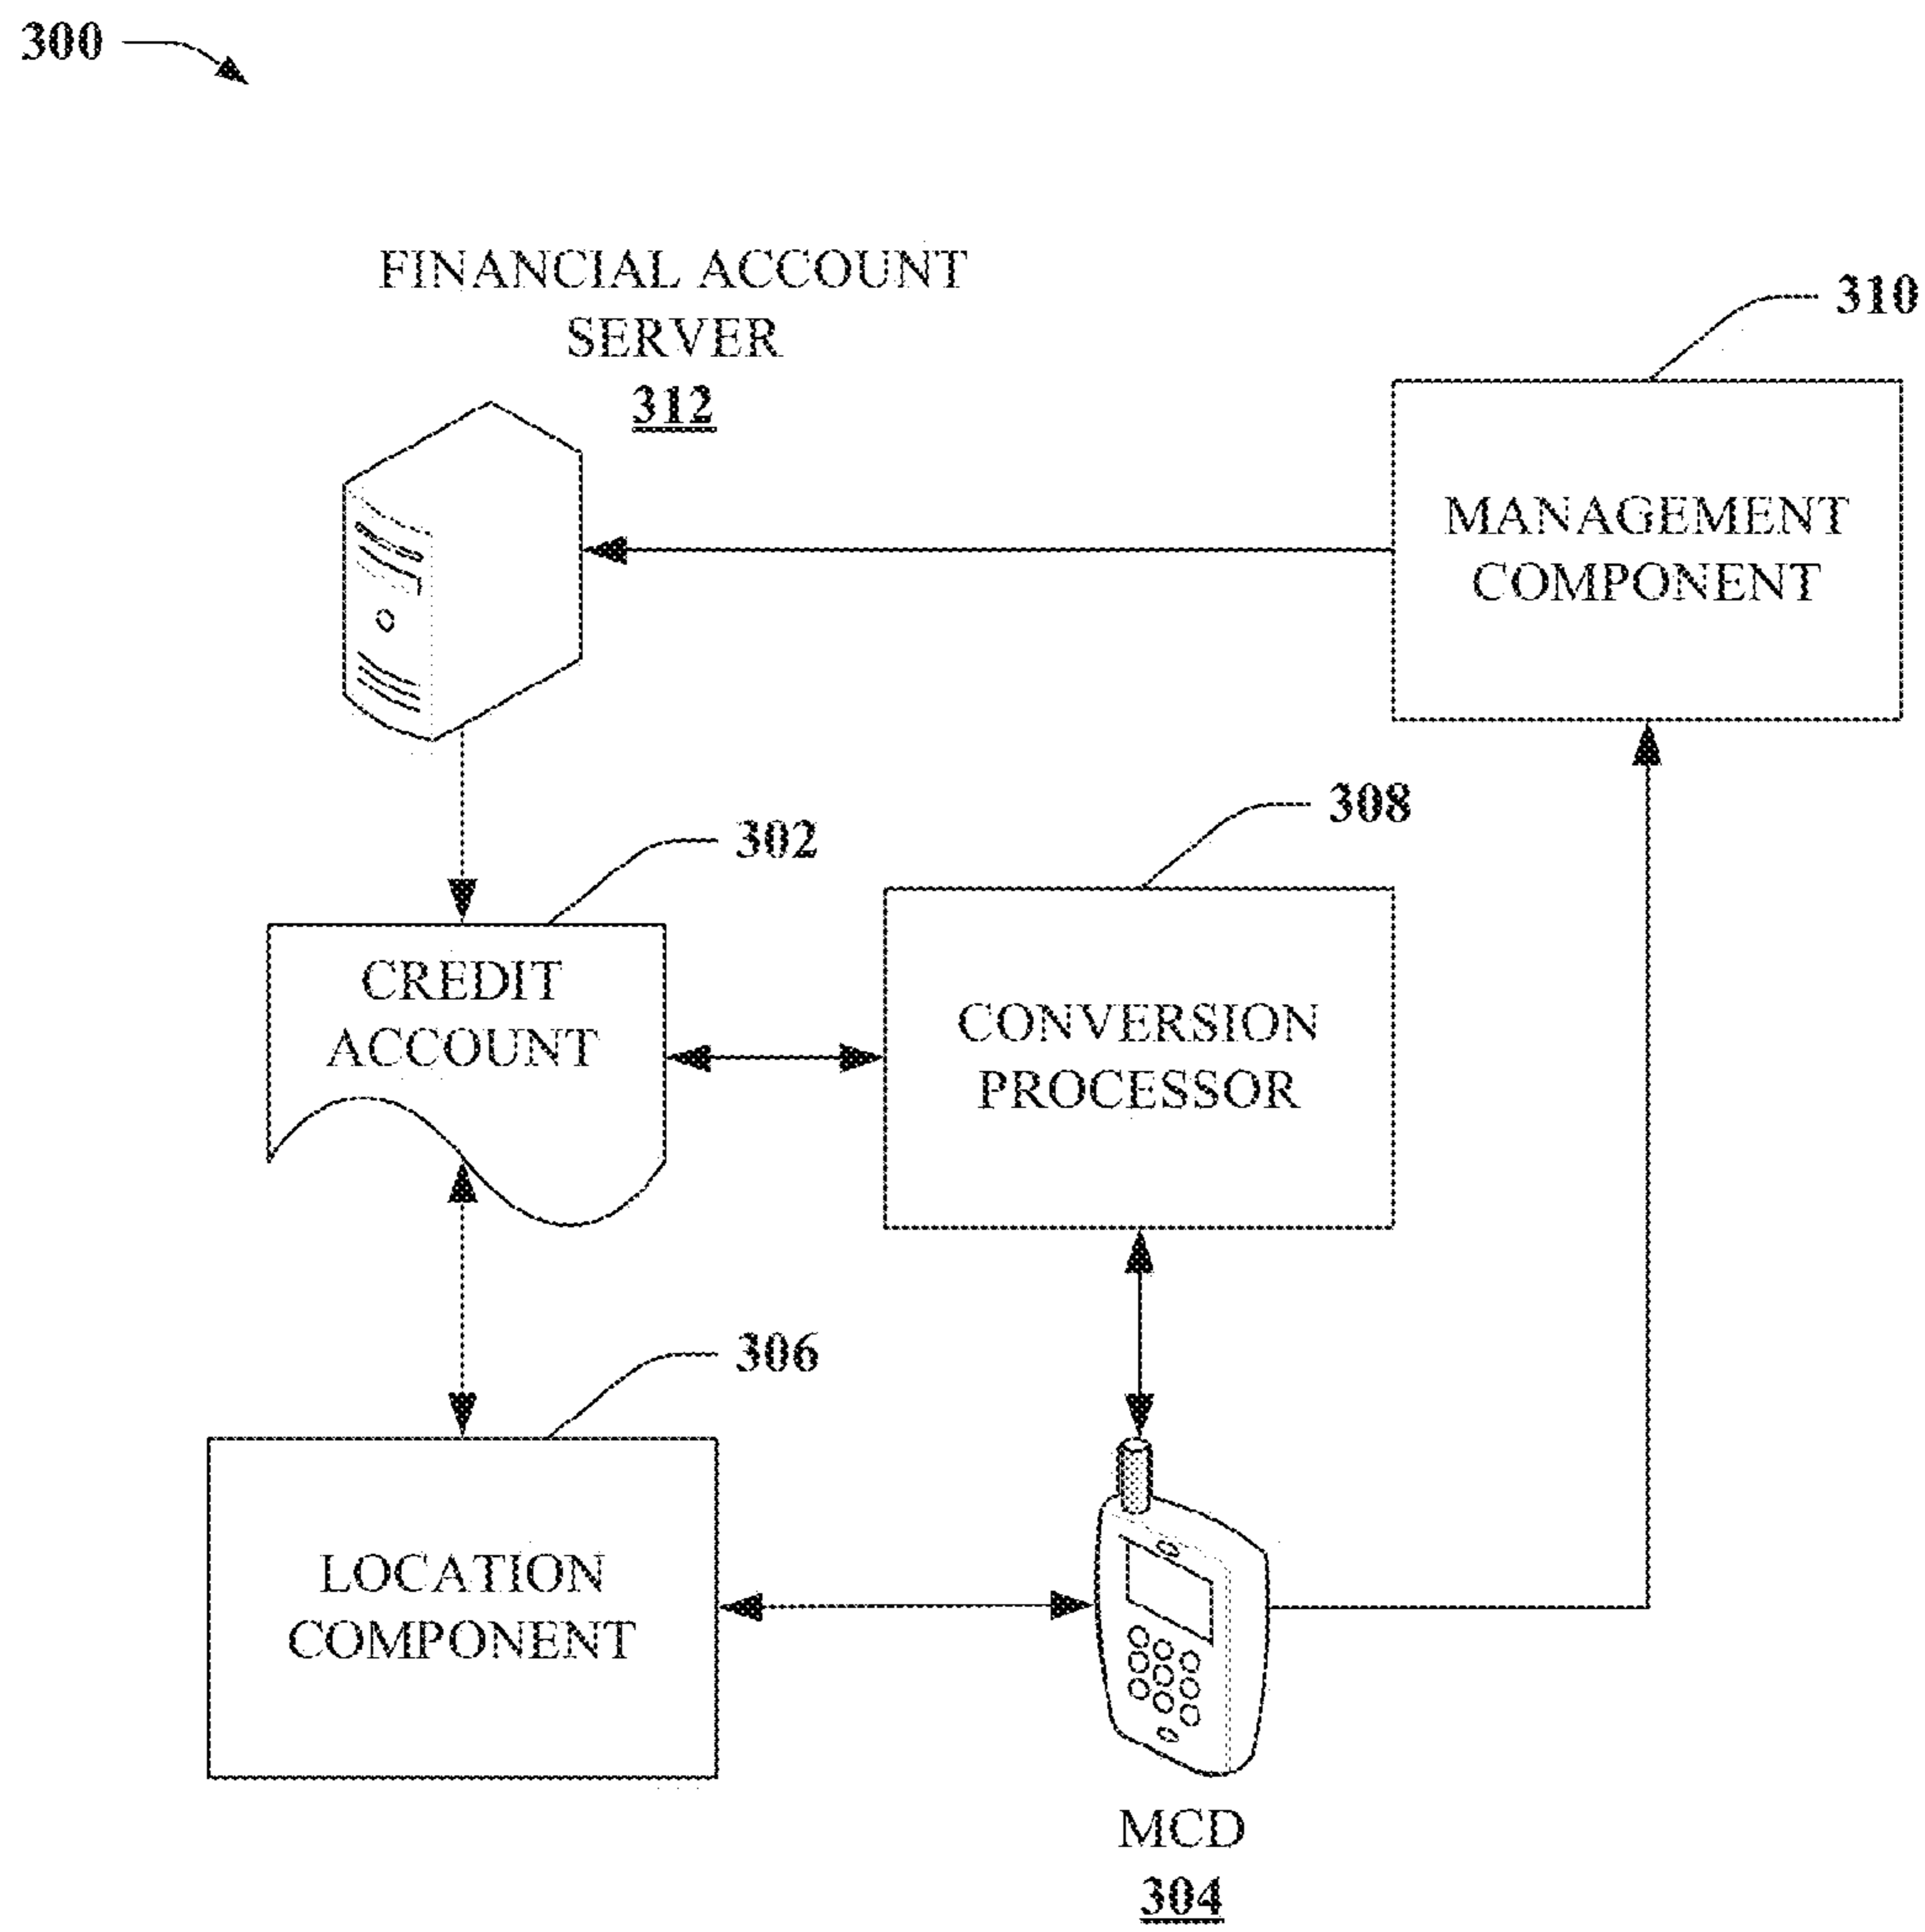 300
FINANCIAL ACCOUNT
SERVER
312
310
MANAGEMENT
COMPONENT
302
308
CREDIT
ACCOUNT
CONVERSION
PROCESSOR
306
LOCATION
COMPONENT
MCD
304